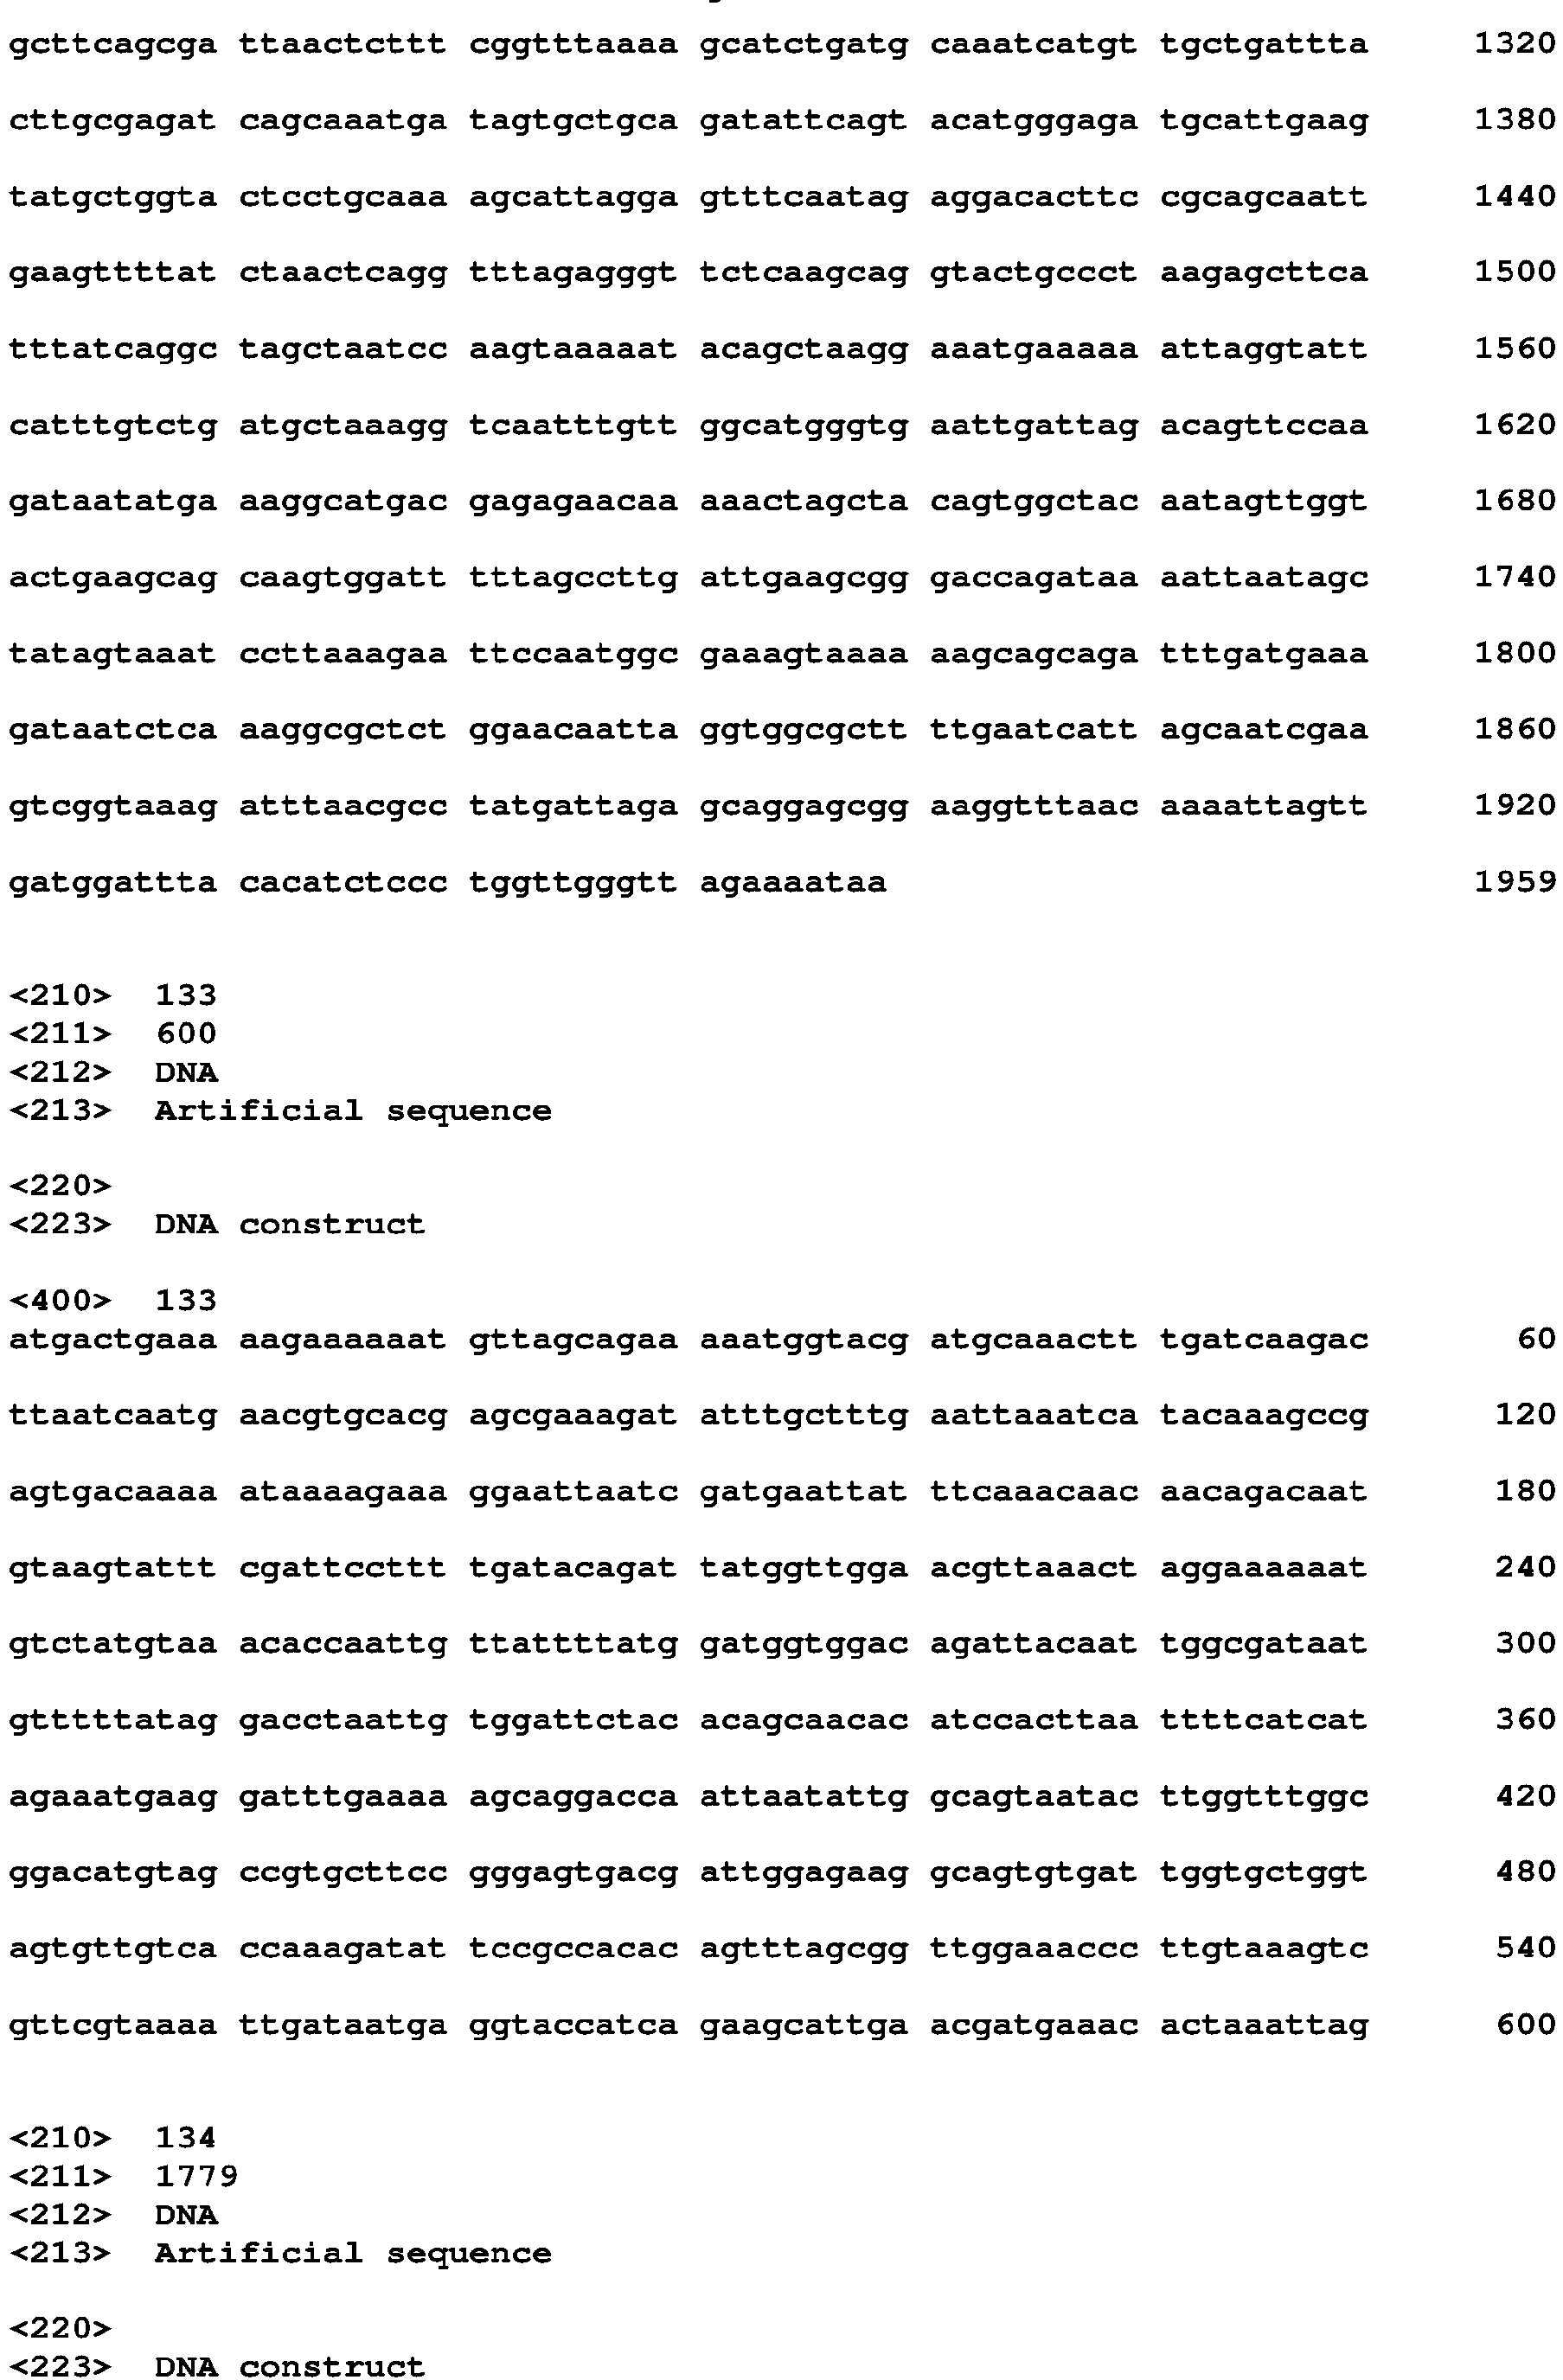 gcttcagcga ttaactcttt cggtttaaaa gcatctgatg caaatcatgt tgctgattta 1320
cttgcgagat cagcaaatga tagtgctgca gatattcagt acatgggaga tgcattgaag 1380
tatgctggta ctcctgcaaa agcattagga gtttcaatag aggacacttc cgcagcaatt 1440
gaagttttat ctaactcagg tttagagggt tctcaagcag gtactgccct aagagcttca 1500
tttatcaggc tagctaatcc aagtaaaaat acagctaagg aaatgaaaaa attaggtatt 1560
catttgtctg atgctaaagg tcaatttgtt ggcatgggtg aattgattag acagttccaa 1620
gataatatga aaggcatgac gagagaacaa aaactagcta cagtggctac aatagttggt 1680
actgaagcag caagtggatt tttagccttg attgaagcgg gaccagataa aattaatagc 1740
tatagtaaat ccttaaagaa ttccaatggc gaaagtaaaa aagcagcaga tttgatgaaa 1800
gataatctca aaggcgctct ggaacaatta ggtggcgctt ttgaatcatt agcaatcgaa 1860
gtcggtaaag atttaacgcc tatgattaga gcaggagcgg aaggtttaac aaaattagtt 1920
gatggattta cacatctccc tggttgggtt agaaaataa 1959
<210> 133
<211> 600
<212> DNA
<213> Artificial sequence
<220>
<223> DNA construct
<400> 133
atgactgaaa aagaaaaaat gttagcagaa aaatggtacg atgcaaactt tgatcaagac 60
ttaatcaatg aacgtgcacg agcgaaagat atttgctttg aattaaatca tacaaagccg 120
agtgacaaaa ataaaagaaa ggaattaatc gatgaattat ttcaaacaac aacagacaat 180
gtaagtattt cgattccttt tgatacagat tatggttgga acgttaaact aggaaaaaat 240
gtctatgtaa acaccaattg ttattttatg gatggtggac agattacaat tggcgataat 300
gtttttatag gacctaattg tggattctac acagcaacac atccacttaa ttttcatcat 360
agaaatgaag gatttgaaaa agcaggacca attaatattg gcagtaatac ttggtttggc 420
ggacatgtag ccgtgcttcc gggagtgacg attggagaag gcagtgtgat tggtgctggt 480
agtgttgtca ccaaagatat tccgccacac agtttagcgg ttggaaaccc ttgtaaagtc 540
gttcgtaaaa ttgataatga ggtaccatca gaagcattga acgatgaaac actaaattag 600
<210> 134
<211> 1779
<212> DNA
<213> Artificial sequence
<220>
<223> DNA construct